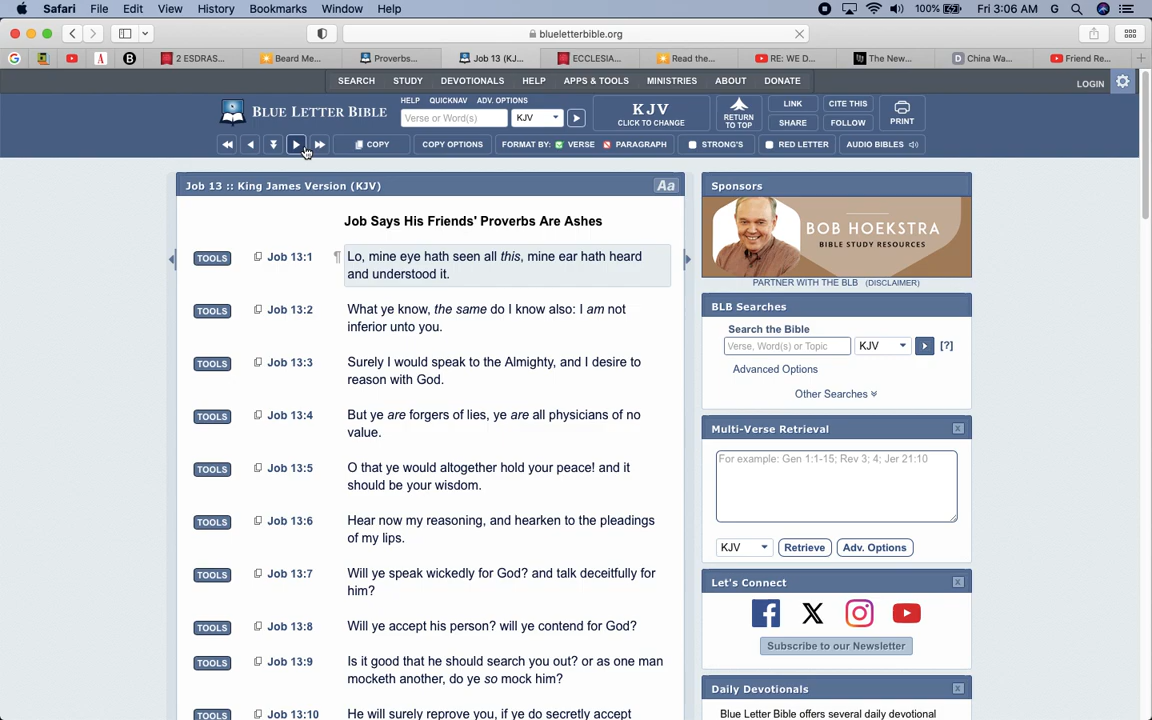 Safari File Edit View History Bookmarks Window Help 100% Fri 3:06 AM G
blueletterbible.org
2 ESDRAS... Beard Me... Proverbs... Job 13 (KJ... ECCLESIA... Read the... RE: WE D... The New... China Wa... Friend Re...
SEARCH STUDY DEVOTIONALS HELP APPS & TOOLS MINISTRIES ABOUT DONATE LOGIN
HELP QUICKNAV ADV. OPTIONS
BLUE LETTER BIBLE
Verse or Word(s) KJV
KJV
CLICK TO CHANGE
RETURN
TO TOP
LINK CITE THIS
SHARE FOLLOW
PRINT
COPY COPY OPTIONS FORMAT BY: VERSE PARAGRAPH STRONG'S RED LETTER AUDIO BIBLES
Job 13 :: King James Version (KJV) Aa
Job Says His Friends' Proverbs Are Ashes
TOOLS Job 13:1 ¶ Lo, mine eye hath seen all this, mine ear hath heard
and understood it.
TOOLS Job 13:2 What ye know, the same do I know also: I am not
inferior unto you.
TOOLS Job 13:3 Surely I would speak to the Almighty, and I desire to
reason with God.
TOOLS Job 13:4 But ye are forgers of lies, ye are all physicians of no
value.
TOOLS Job 13:5 O that ye would altogether hold your peace! and it
should be your wisdom.
TOOLS Job 13:6 Hear now my reasoning, and hearken to the pleadings
of my lips.
TOOLS Job 13:7 Will ye speak wickedly for God? and talk deceitfully for
him?
TOOLS Job 13:8 Will ye accept his person? will ye contend for God?
TOOLS Job 13:9 Is it good that he should search you out? or as one man
mocketh another, do ye so mock him?
TOOLS Job 13:10 He will surely reprove you, if ye do secretly accept
Sponsors
BOB HOEKSTRA
BIBLE STUDY RESOURCES
PARTNER WITH THE BLB (DISCLAIMER)
BLB Searches
Search the Bible
Verse, Word(s) or Topic KJV [?]
Advanced Options
Other Searches
Multi-Verse Retrieval
For example: Gen 1:1-15; Rev 3; 4; Jer 21:10
KJV Retrieve Adv. Options
Let's Connect
Subscribe to our Newsletter
Daily Devotionals
Blue Letter Bible offers several daily devotional